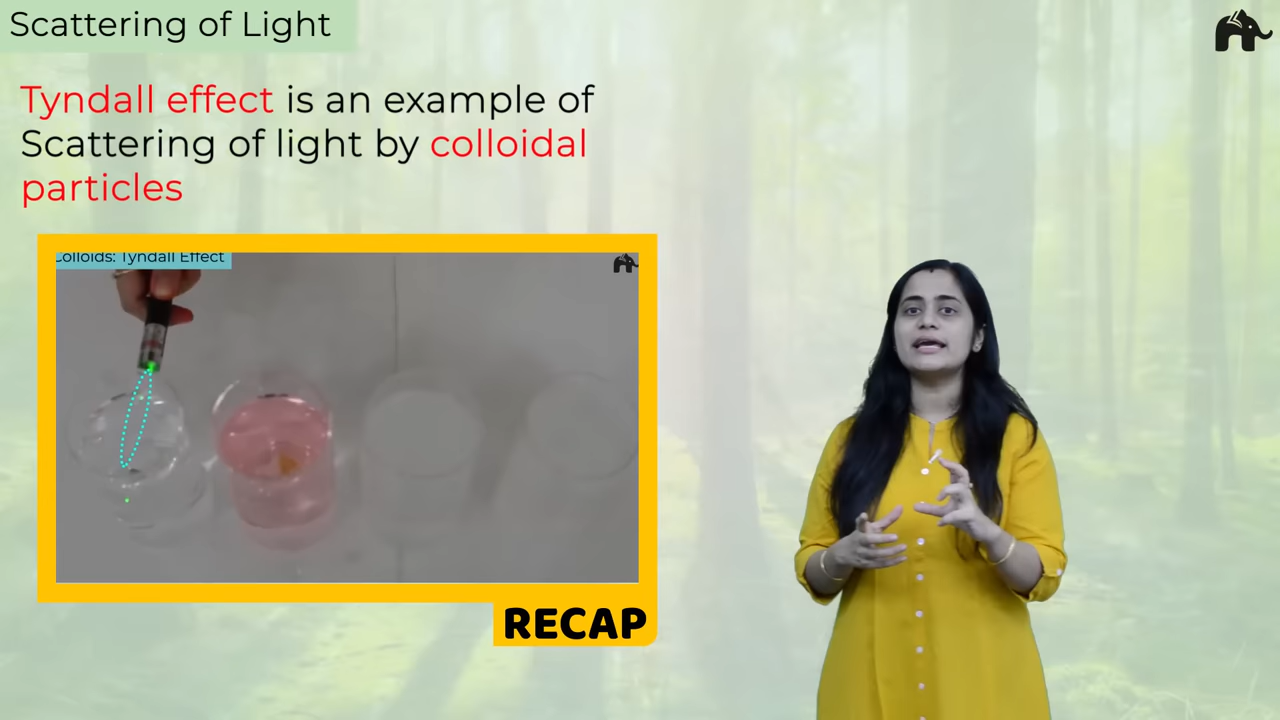 Scattering of Light
Tyndall effect is an example of
Scattering of light by colloidal
particles
Colloids: Tyndall Effect
RECAP